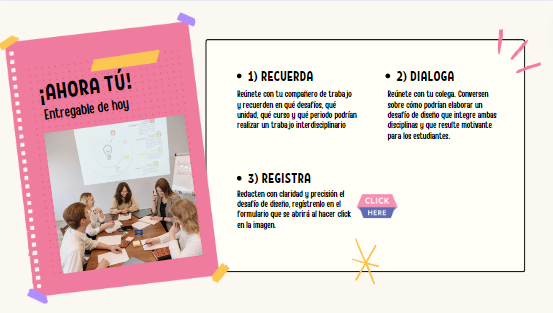 ¡AHORA TÚ!
Entregable de hoy
• 1) RECUERDA
Reúnete con tu compañero de trabajo
y recuerden en qué desafíos, qué
unidad, qué curso y qué periodo podrían
realizar un trabajo interdisciplinario
• 2) DIALOGA
Reúnete con tu colega. Conversen
sobre cómo podrían elaborar un
desafío de diseño que integre ambas
disciplinas y que resulte motivante
para los estudiantes.
• 3) REGISTRA
Redacten con claridad y precisión el
desafío de diseño, regístrenlo en el
formulario que se abrirá al hacer click
en la imagen.
CLICK
HERE